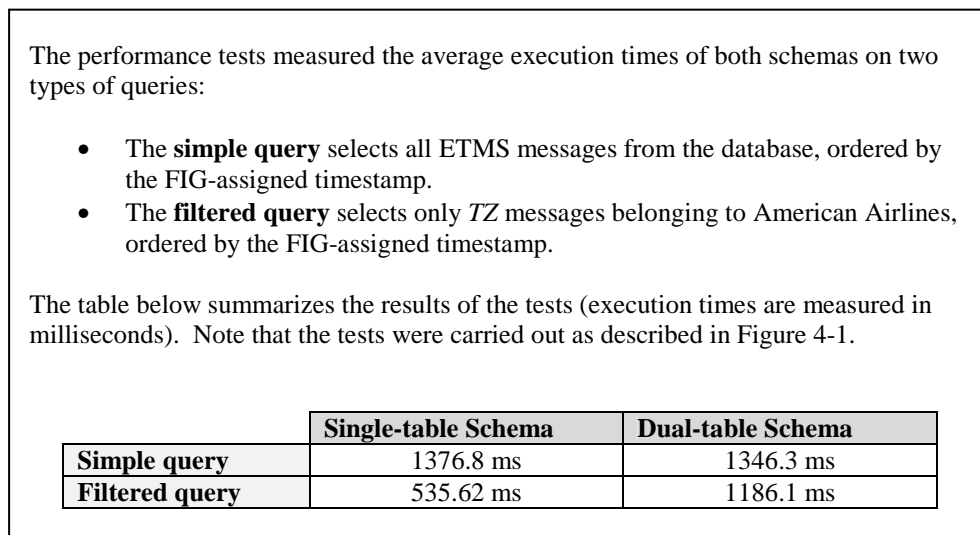 The performance tests measured the average execution times of both schemas on two
types of queries:
• The simple query selects all ETMS messages from the database, ordered by
the FIG-assigned timestamp.
• The filtered query selects only TZ messages belonging to American Airlines,
ordered by the FIG-assigned timestamp.
The table below summarizes the results of the tests (execution times are measured in
milliseconds).  Note that the tests were carried out as described in Figure 4-1.
Single-table Schema Dual-table Schema
Simple query 1376.8 ms 1346.3 ms
Filtered query 535.62 ms 1186.1 ms